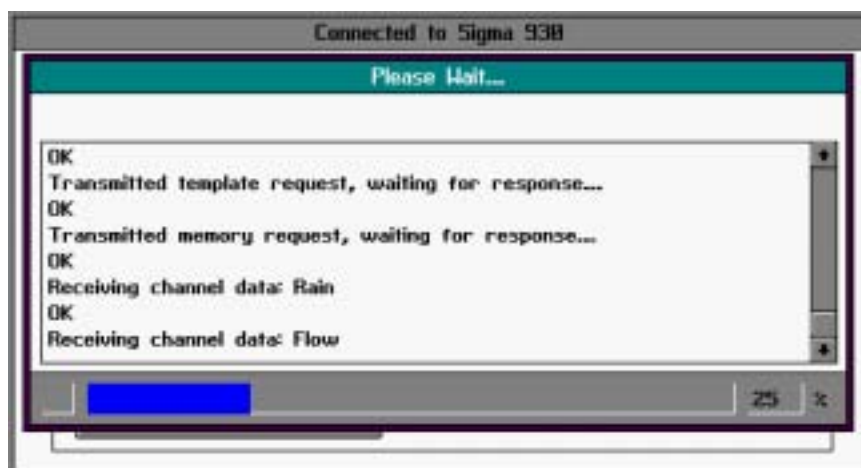 Connected to Sigma 930
Please Wait...
OK
Transmitted template request, waiting for response...
OK
Transmitted memory request, waiting for response...
OK
Receiving channel data: Rain
OK
Receiving channel data: Flow
25 %